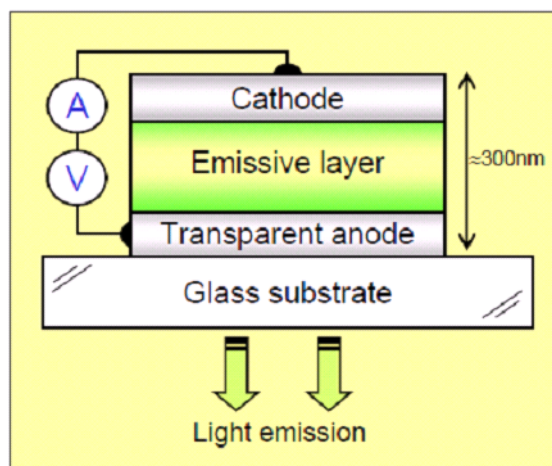 A
Cathode
V
Emissive layer
≈300nm
Transparent anode
Glass substrate
Light emission